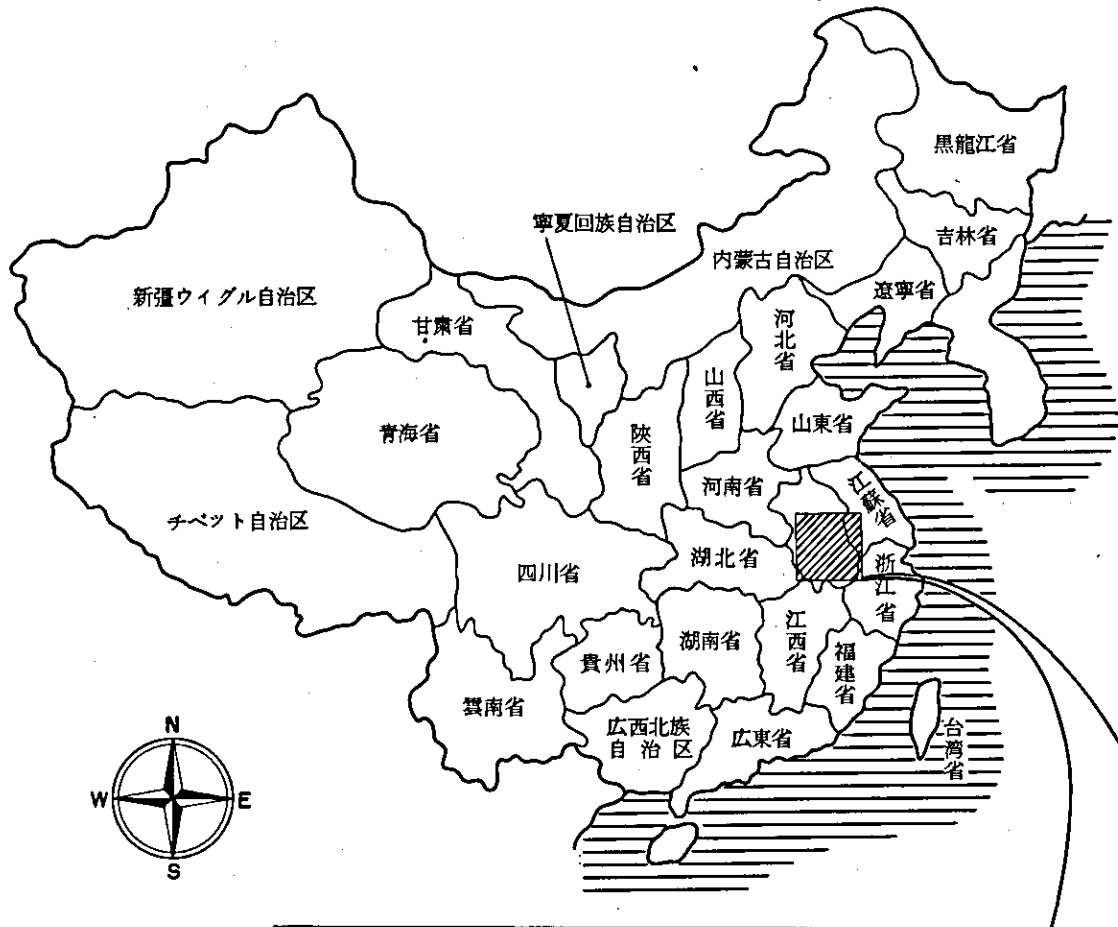 黒龍江省
吉林省
寧夏回族自治区
内蒙古自治区
遼寧省
新彊ウイグル自治区
甘粛省
河北省
山西省
山東省
青海省
陝西省
河南省
江蘇省
チベット自治区
四川省
湖北省
浙江省
江西省
湖南省
福建省
貴州省
雲南省
広西北族
自治区
広東省
台湾省
N
W
E
S